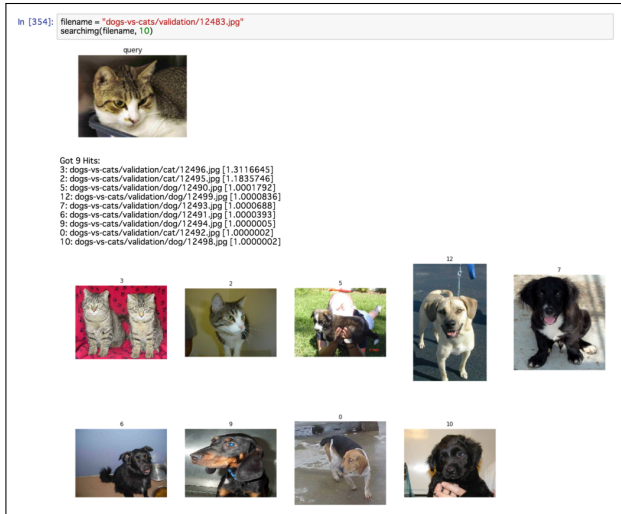 In [354]: filename = "dogs-vs-cats/validation/12483.jpg"
searchimg(filename, 10)
query
Got 9 Hits:
3: dogs-vs-cats/validation/cat/12496.jpg [1.3116645]
2: dogs-vs-cats/validation/cat/12495.jpg [1.1835746]
5: dogs-vs-cats/validation/dog/12490.jpg [1.0001792]
12: dogs-vs-cats/validation/dog/12499.jpg [1.0000836]
7: dogs-vs-cats/validation/dog/12493.jpg [1.0000688]
6: dogs-vs-cats/validation/dog/12491.jpg [1.0000393]
9: dogs-vs-cats/validation/dog/12494.jpg [1.0000005]
0: dogs-vs-cats/validation/cat/12492.jpg [1.0000002]
10: dogs-vs-cats/validation/dog/12498.jpg [1.0000002]
3 2 5 12 7
6 9 0 10